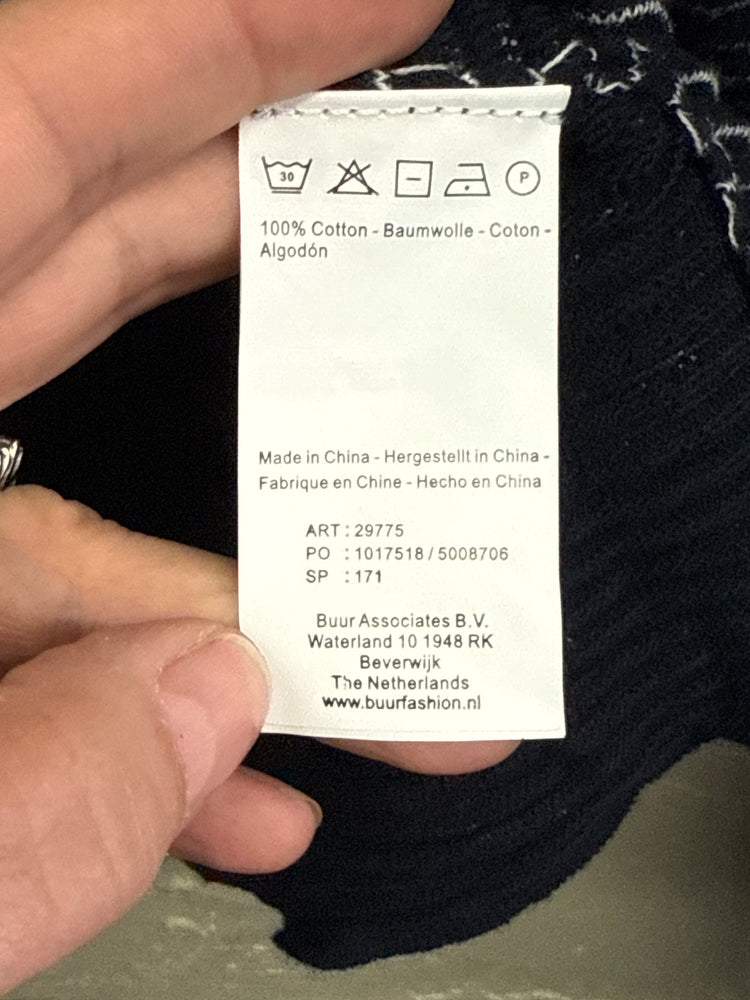 30
P
100% Cotton - Baumwolle - Coton -
Algodón
Made in China - Hergestellt in China -
Fabrique en Chine - Hecho en China
ART : 29775
PO : 1017518 / 5008706
SP : 171
Buur Associates B.V.
Waterland 10 1948 RK
Beverwijk
The Netherlands
www.buurfashion.nl